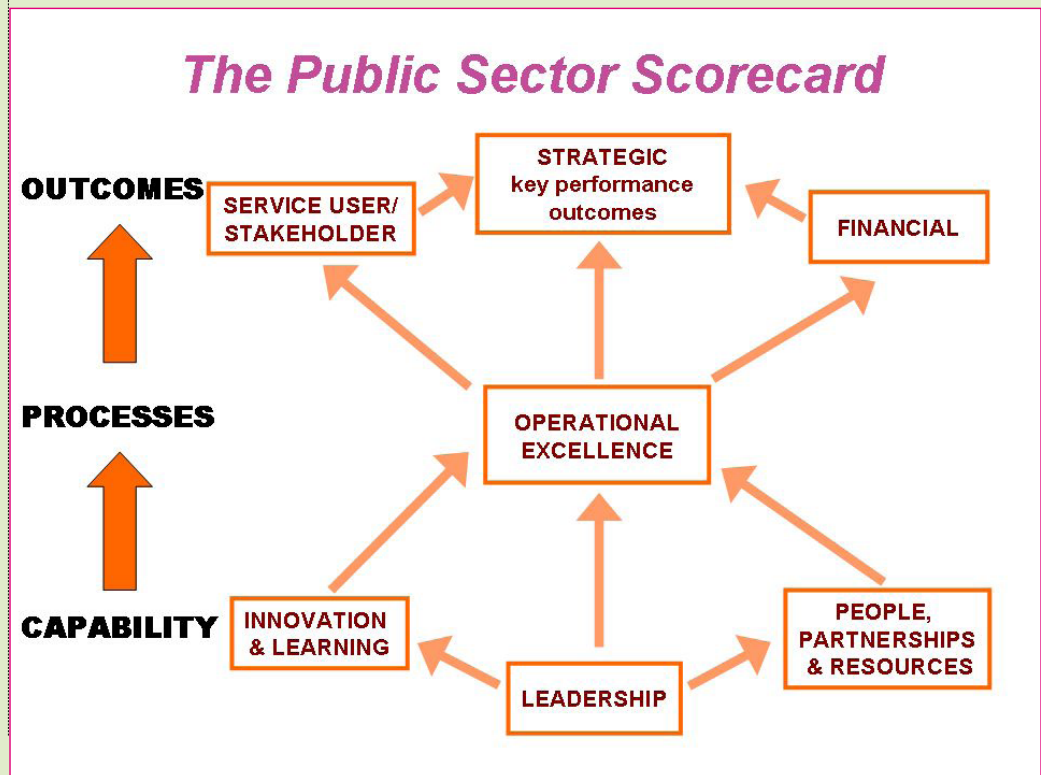 The Public Sector Scorecard
OUTCOMES
SERVICE USER/
STAKEHOLDER
STRATEGIC
key performance
outcomes
FINANCIAL
PROCESSES
OPERATIONAL
EXCELLENCE
CAPABILITY
INNOVATION
& LEARNING
LEADERSHIP
PEOPLE,
PARTNERSHIPS
& RESOURCES